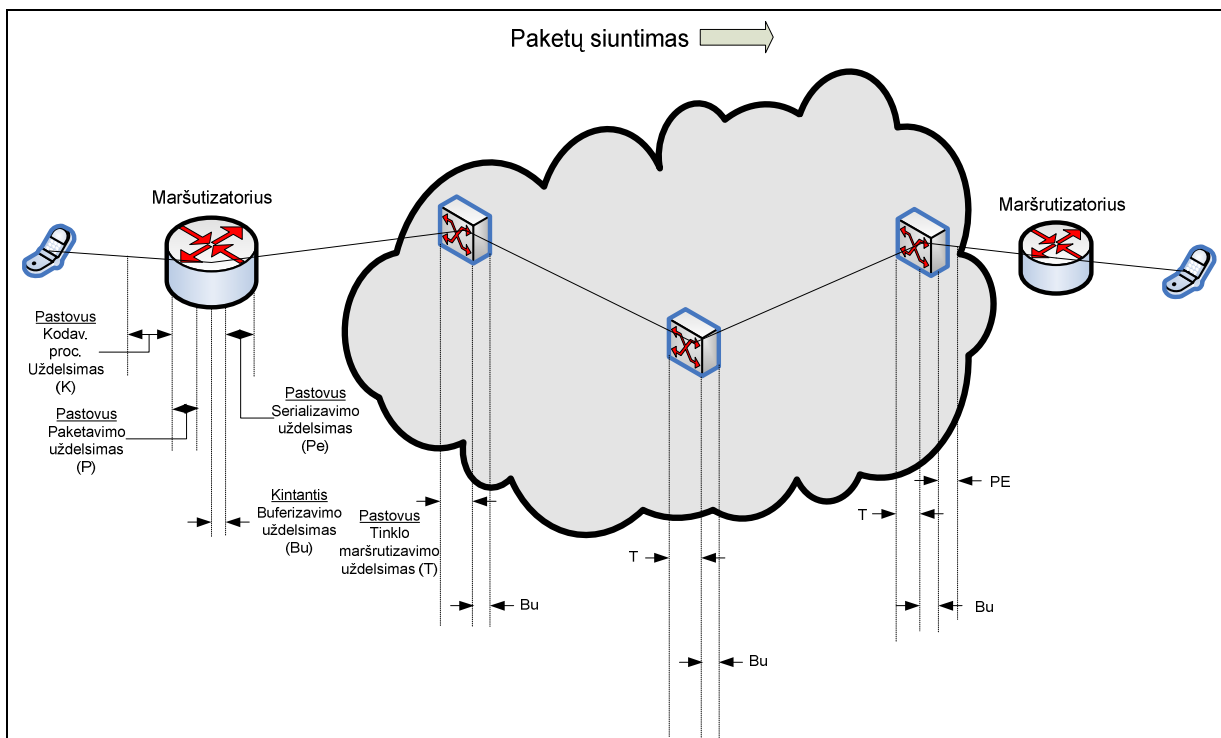 Paketų siuntimas
Maršutizatorius
Maršrutizatorius
Pastovus
Kodav.
proc.
Uždelsimas
(K)
Pastovus
Paketavimo
uždelsimas
(P)
Pastovus
Serializavimo
uždelsimas
(Pe)
Kintantis
Buferizavimo
uždelsimas
(Bu)
Pastovus
Tinklo
maršrutizavimo
uždelsimas (T)
Bu
T
Bu
T
PE
Bu